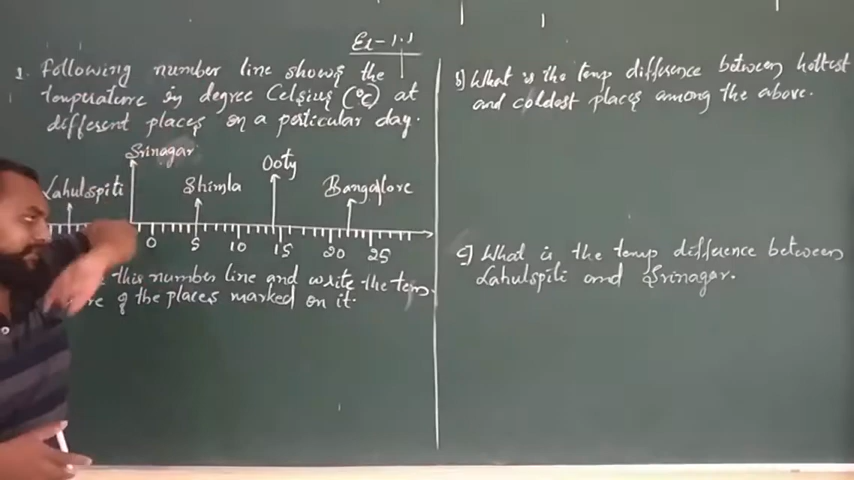 Ex-1.1
1. Following number line shows the
temperature in degree Celsius (°C) at
different places on a perticular day.
Srinagar
Ooty
Lahulspiti
Shimla
Bangalore
0 5 10 15 20 25
this number line and write the tem
re of the places marked on it.
b) What is the temp difference between hottest
and coldest places among the above.
c) What is the temp difference between
Lahulspiti and Srinagar.